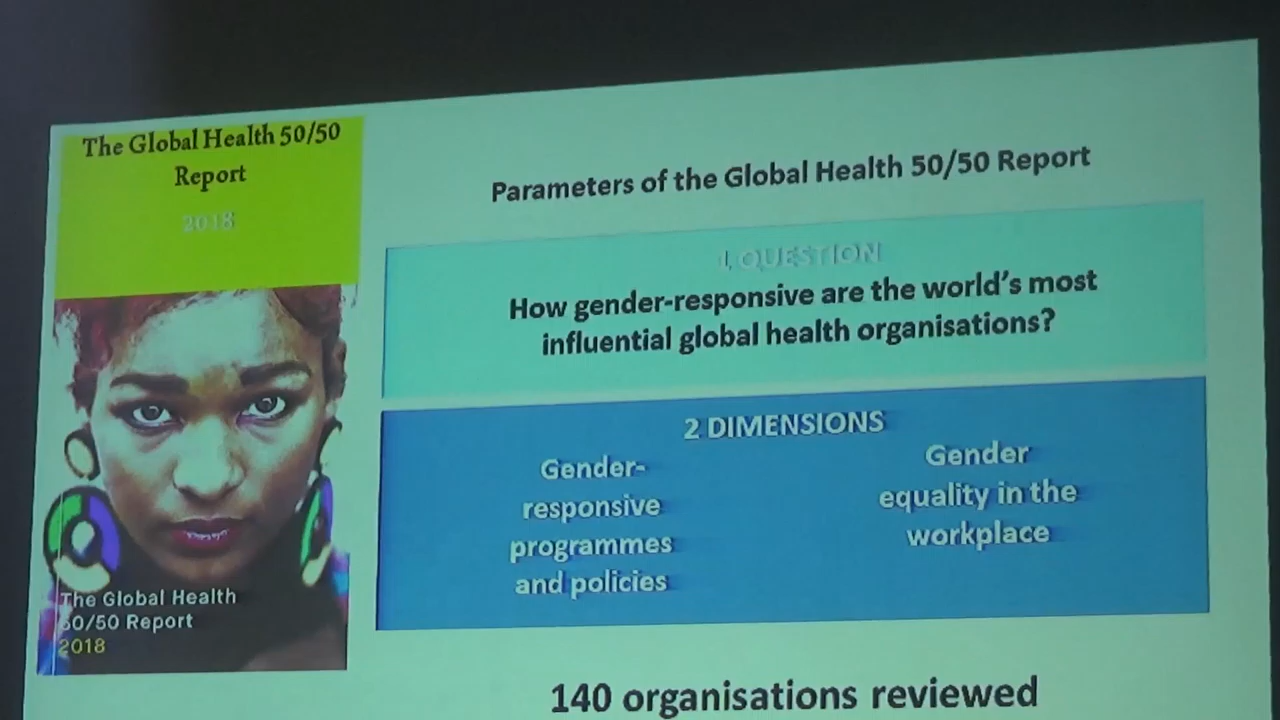 The Global Health 50/50
Report
2018
The Global Health
50/50 Report
2018
Parameters of the Global Health 50/50 Report
1 QUESTION
How gender-responsive are the world's most
influential global health organisations?
2 DIMENSIONS
Gender-
responsive
programmes
and policies
Gender
equality in the
workplace
140 organisations reviewed